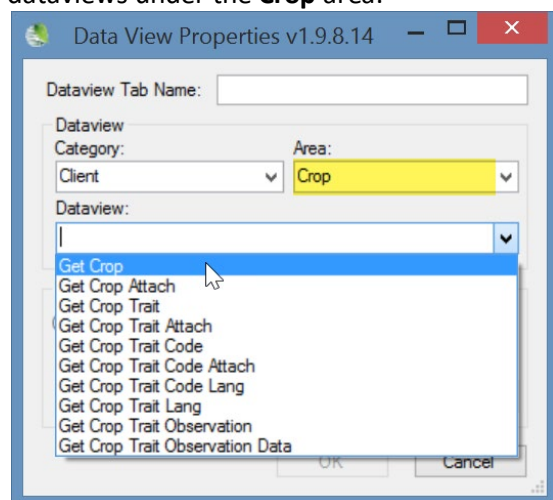 dataviews under the Crop area.
Data View Properties v1.9.8.14
Dataview Tab Name:
Dataview
Category: Area:
Client Crop
Dataview:
Get Crop
Get Crop Attach
Get Crop Trait
Get Crop Trait Attach
Get Crop Trait Code
Get Crop Trait Code Attach
Get Crop Trait Code Lang
Get Crop Trait Lang
Get Crop Trait Observation
Get Crop Trait Observation Data
OK Cancel